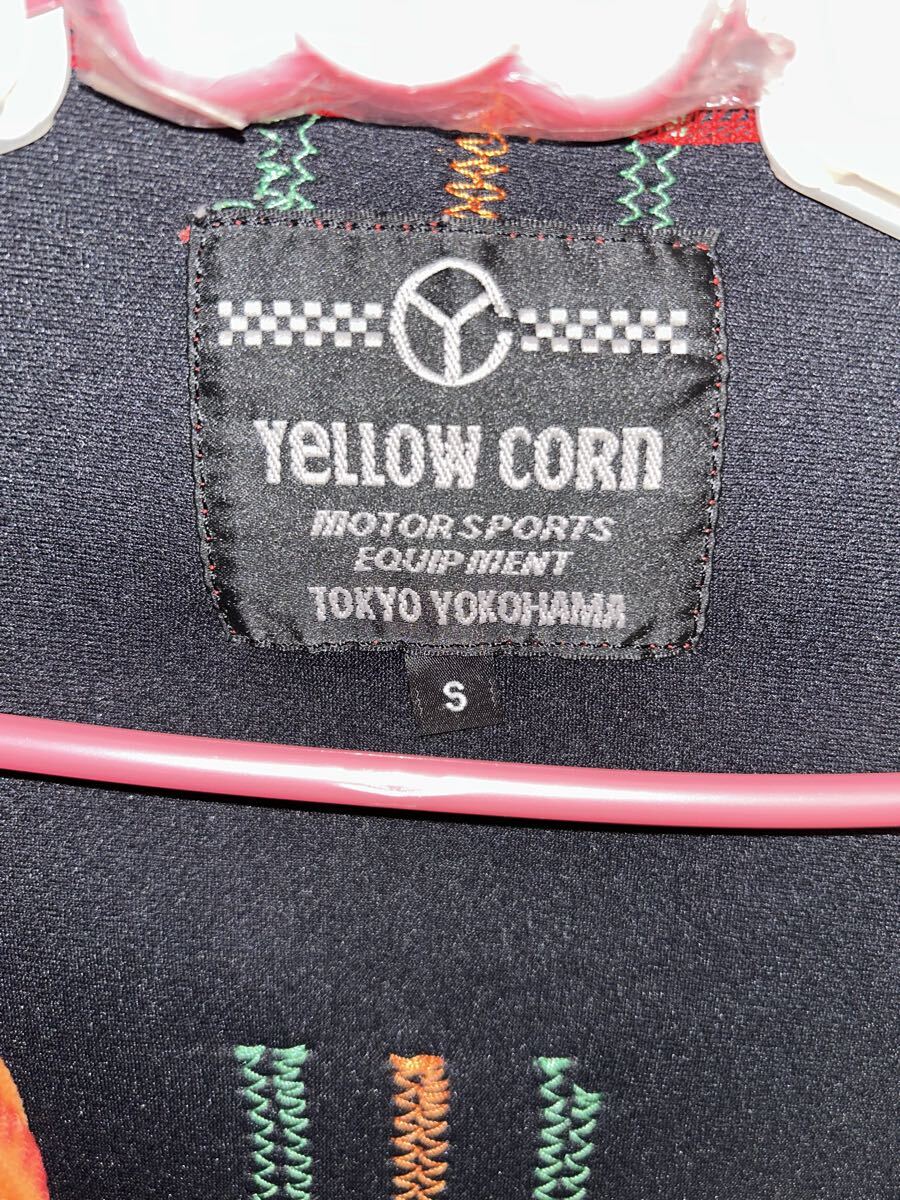 YeLLOW CORn
MOTOR SPORTS
EQUIPMENT
TOKYO YOKOHAMA
S